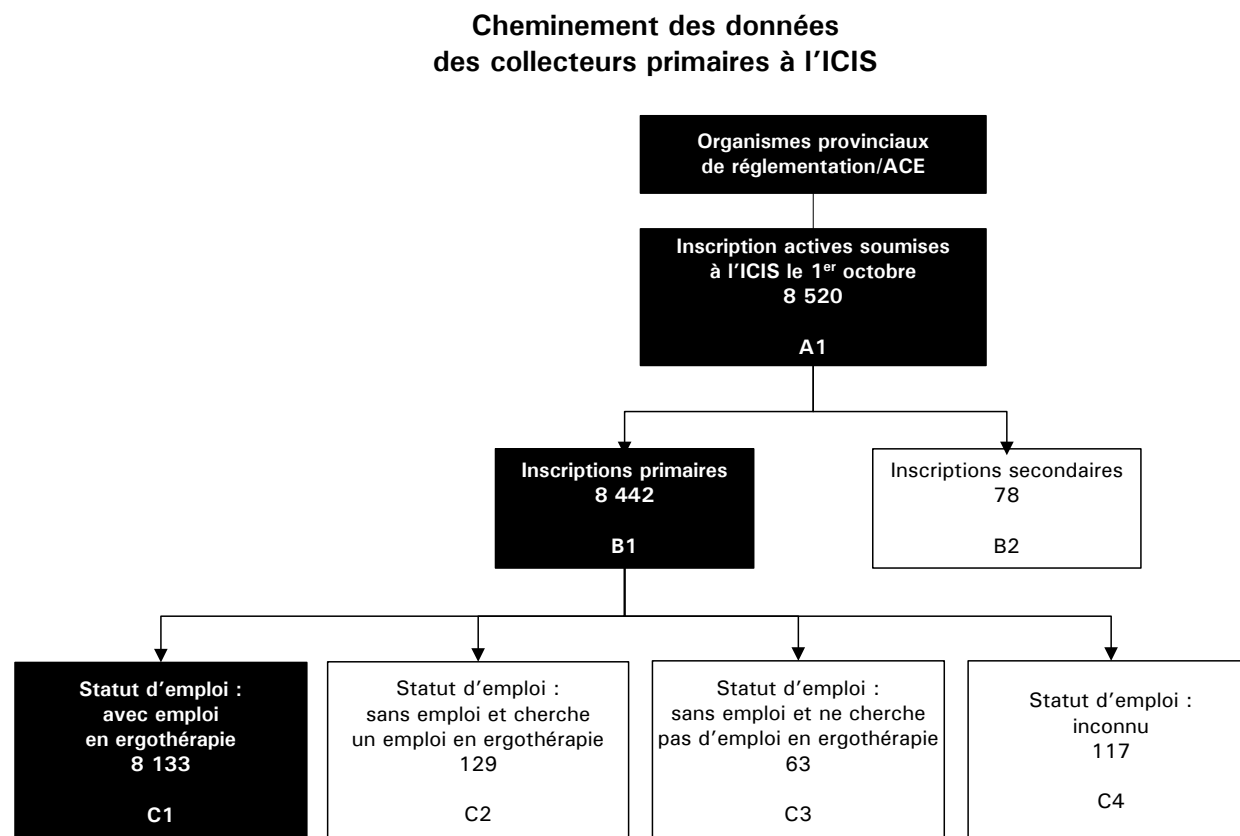 Cheminement des données
des collecteurs primaires à l’ICIS
Organismes provinciaux
de réglementation/ACE
Inscription actives soumises
à l’ICIS le 1er octobre
8 520
A1
Inscriptions primaires
8 442
B1
Inscriptions secondaires
78
B2
Statut d’emploi :
avec emploi
en ergothérapie
8 133
C1
Statut d’emploi :
sans emploi et cherche
un emploi en ergothérapie
129
C2
Statut d’emploi :
sans emploi et ne cherche
pas d’emploi en ergothérapie
63
C3
Statut d’emploi :
inconnu
117
C4